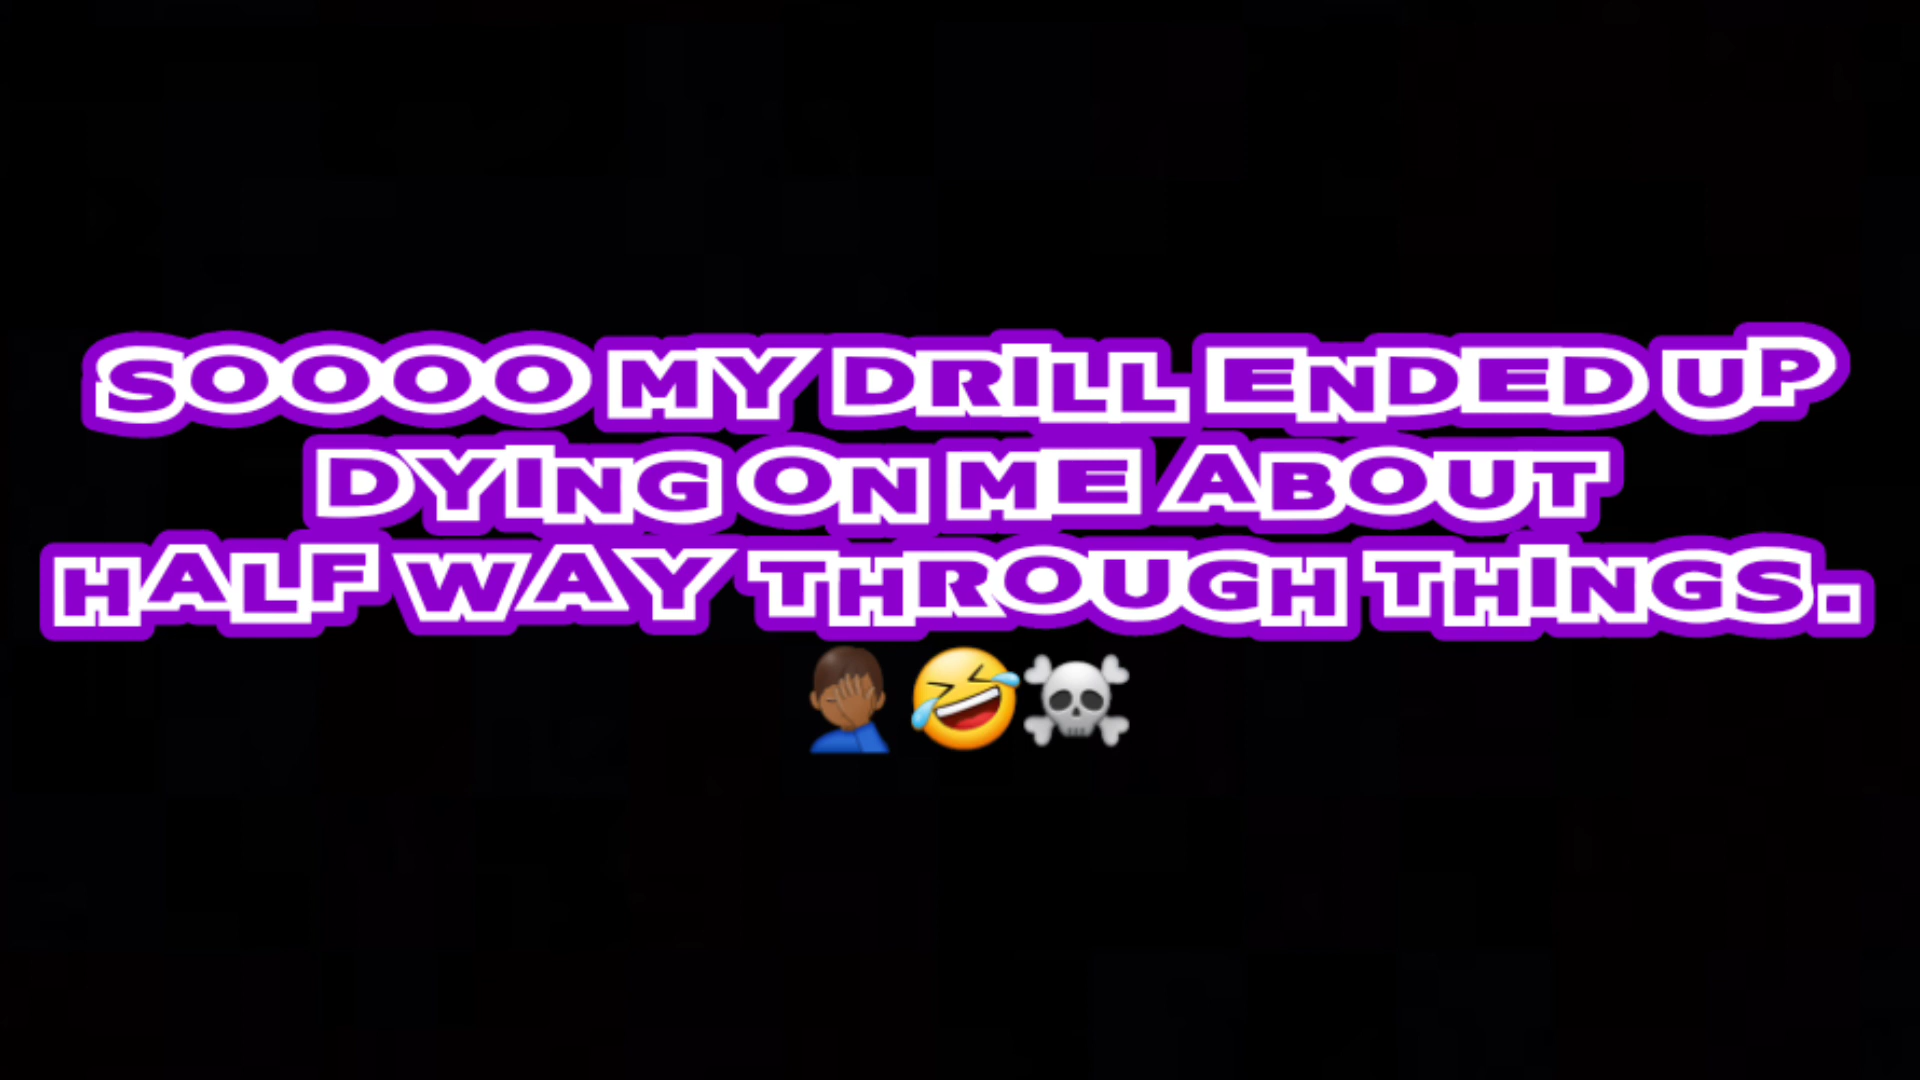 SOOOO MY DRILL ENDED UP
DYING ON ME ABOUT
HALF WAY THROUGH THINGS.
🤦🏾‍♂️🤣☠️